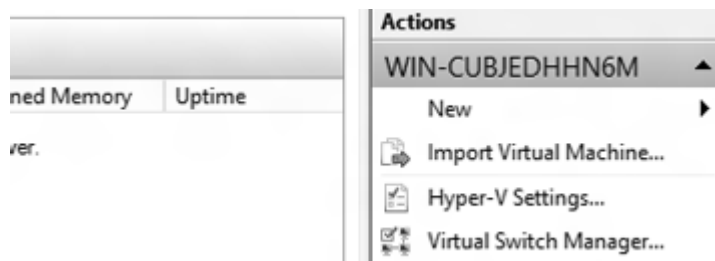 Actions
WIN-CUBJEDHHN6M
ned Memory Uptime
New
ver.
Import Virtual Machine...
Hyper-V Settings...
Virtual Switch Manager...